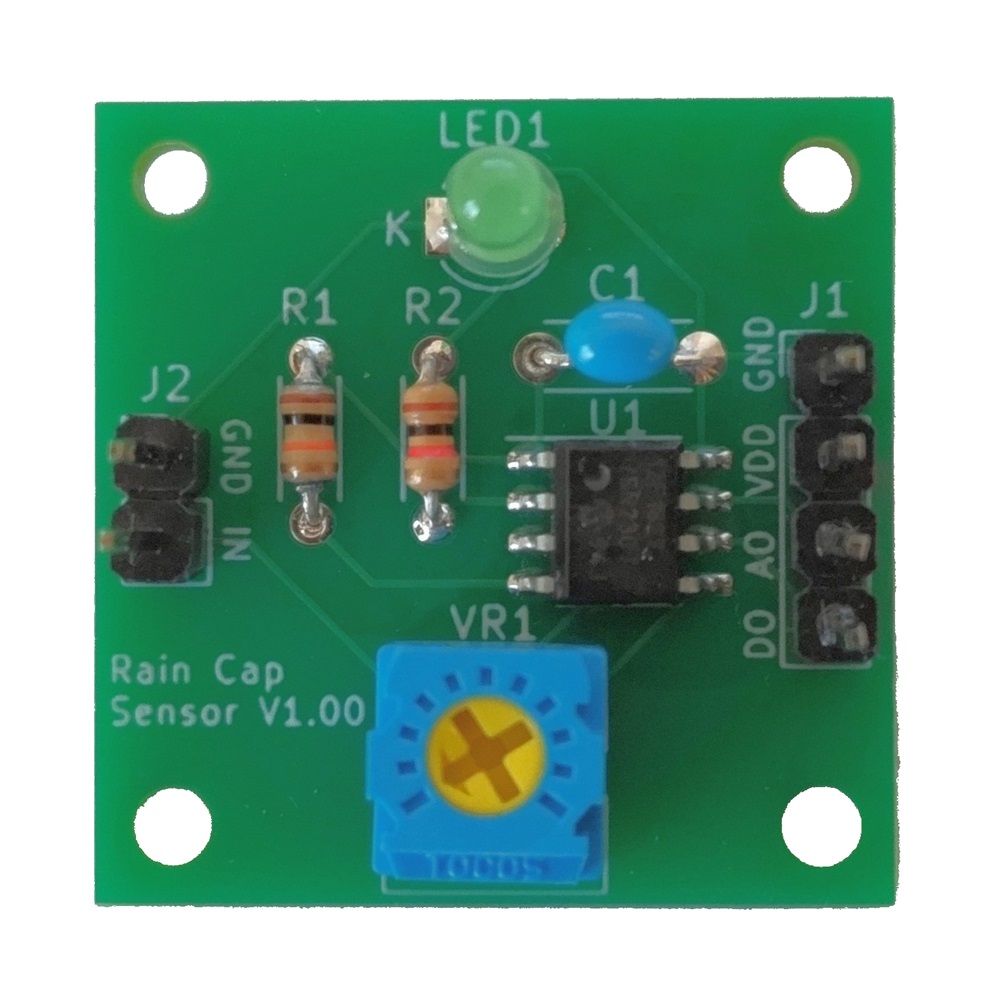 LED1
K
C1
R1
R2
J1
GND
J2
GND
VDD
U1
IN
AO
VR1
DO
Rain Cap
Sensor V1.00
TOCOS